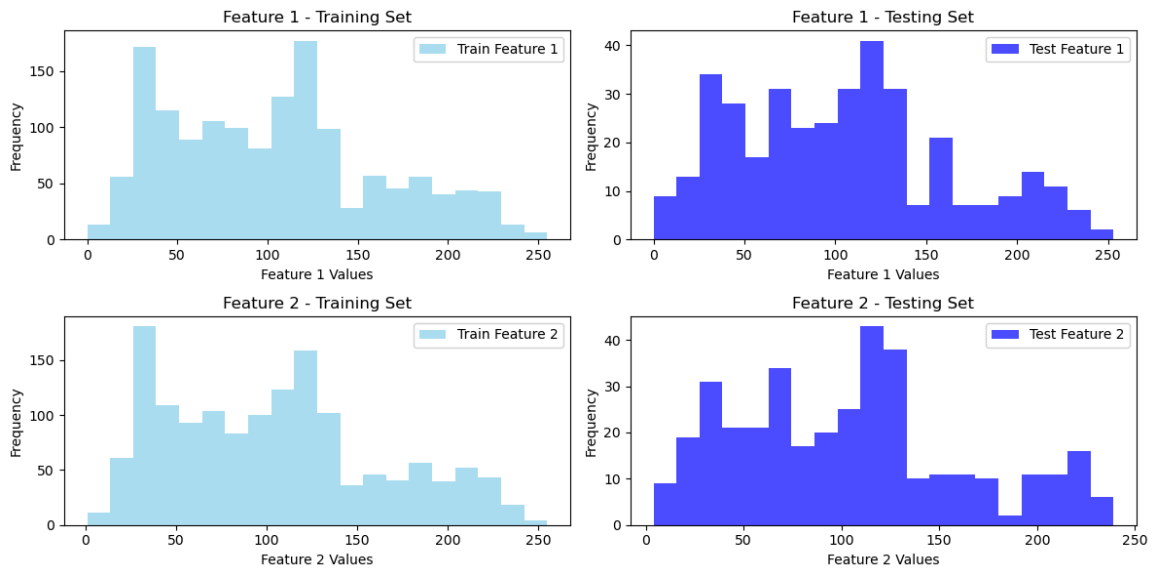 Feature 1 - Training Set
Train Feature 1
Frequency
150
100
50
0
0 50 100 150 200 250
Feature 1 Values
Feature 1 - Testing Set
Test Feature 1
Frequency
40
30
20
10
0
0 50 100 150 200 250
Feature 1 Values
Feature 2 - Training Set
Train Feature 2
Frequency
150
100
50
0
0 50 100 150 200 250
Feature 2 Values
Feature 2 - Testing Set
Test Feature 2
Frequency
40
30
20
10
0
0 50 100 150 200 250
Feature 2 Values